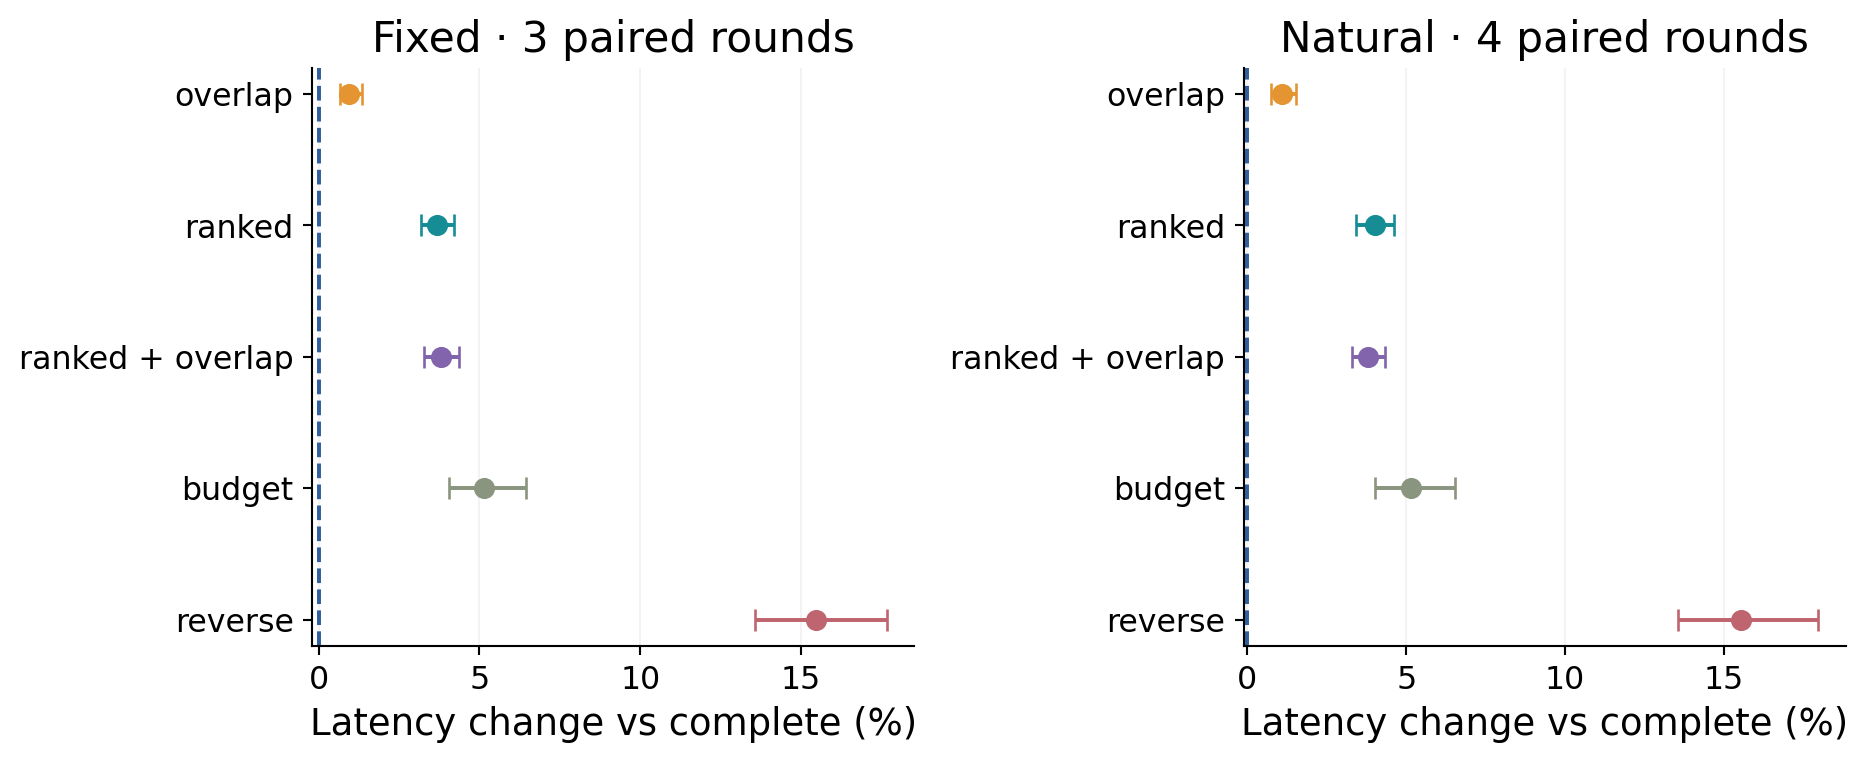 Fixed · 3 paired rounds
overlap
ranked
ranked + overlap
budget
reverse
0 5 10 15
Latency change vs complete (%)
Natural · 4 paired rounds
overlap
ranked
ranked + overlap
budget
reverse
0 5 10 15
Latency change vs complete (%)